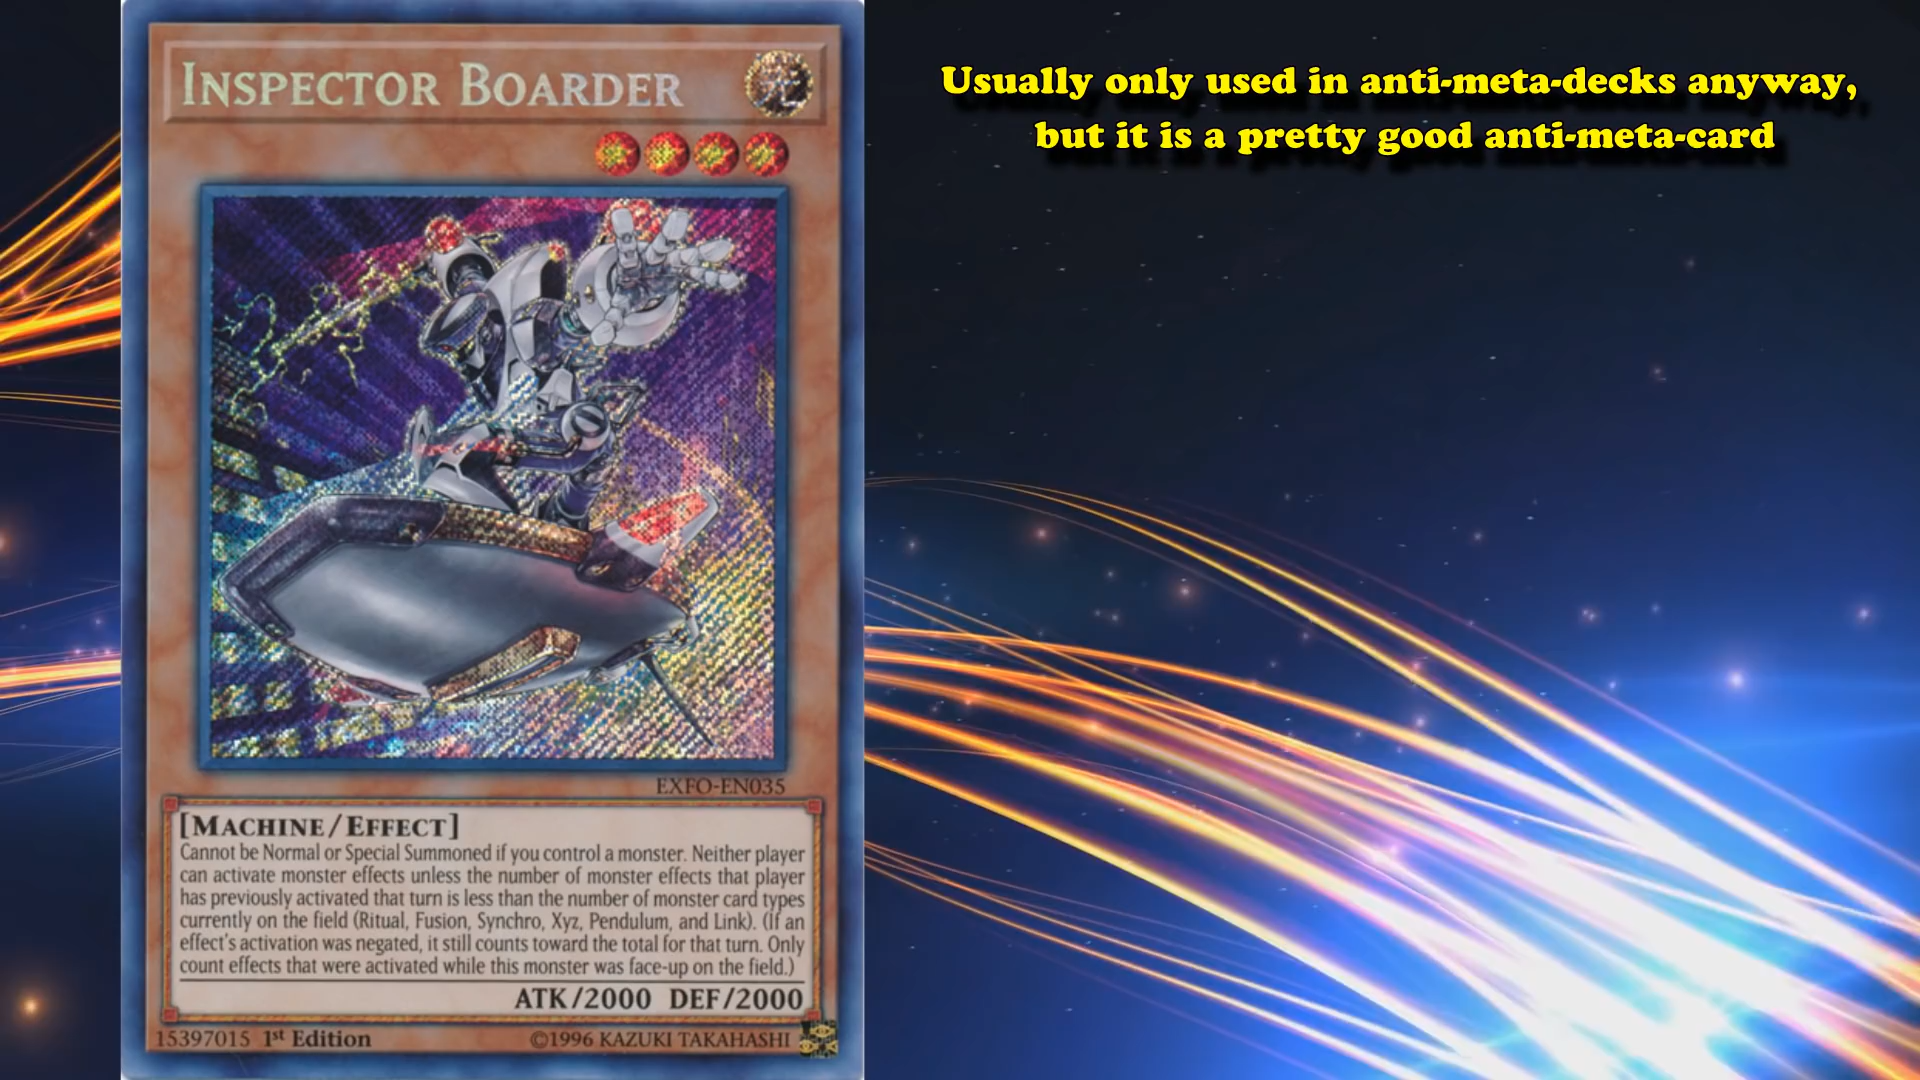 INSPECTOR BOARDER
光
EXFO-EN035
[MACHINE/EFFECT]
Cannot be Normal or Special Summoned if you control a monster. Neither player
can activate monster effects unless the number of monster effects that player
has previously activated that turn is less than the number of monster card types
currently on the field (Ritual, Fusion, Synchro, Xyz, Pendulum, and Link). (If an
effect's activation was negated, it still counts toward the total for that turn. Only
count effects that were activated while this monster was face-up on the field.)
ATK/2000 DEF/2000
15397015 1st Edition ©1996 KAZUKI TAKAHASHI
Usually only used in anti-meta-decks anyway,
but it is a pretty good anti-meta-card